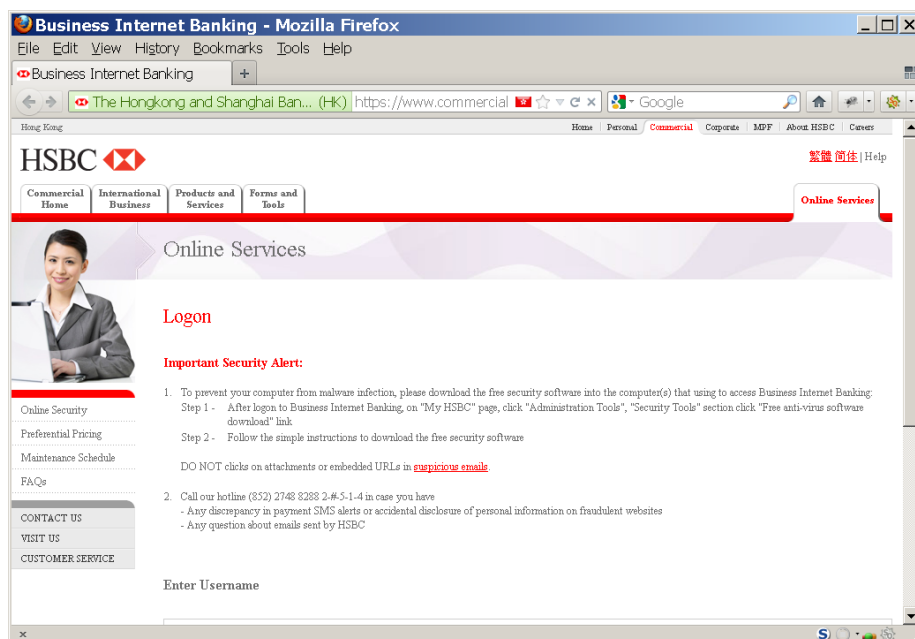 Business Internet Banking - Mozilla Firefox
File Edit View History Bookmarks Tools Help
Business Internet Banking +
The Hongkong and Shanghai Ban... (HK) https://www.commercial Google
Hong Kong Home Personal Commercial Corporate MPF About HSBC Careers
HSBC
繁體 简体 | Help
Commercial Home International Business Products and Services Forms and Tools Online Services
Online Services
Logon
Important Security Alert:
1. To prevent your computer from malware infection, please download the free security software into the computer(s) that using to access Business Internet Banking:
Step 1 - After logon to Business Internet Banking, on "My HSBC" page, click "Administration Tools", "Security Tools" section click "Free anti-virus software
download" link
Step 2 - Follow the simple instructions to download the free security software
DO NOT clicks on attachments or embedded URLs in suspicious emails.
2. Call our hotline (852) 2748 8288 2-#-5-1-4 in case you have
- Any discrepancy in payment SMS alerts or accidental disclosure of personal information on fraudulent websites
- Any question about emails sent by HSBC
Enter Username
Online Security
Preferential Pricing
Maintenance Schedule
FAQs
CONTACT US
VISIT US
CUSTOMER SERVICE